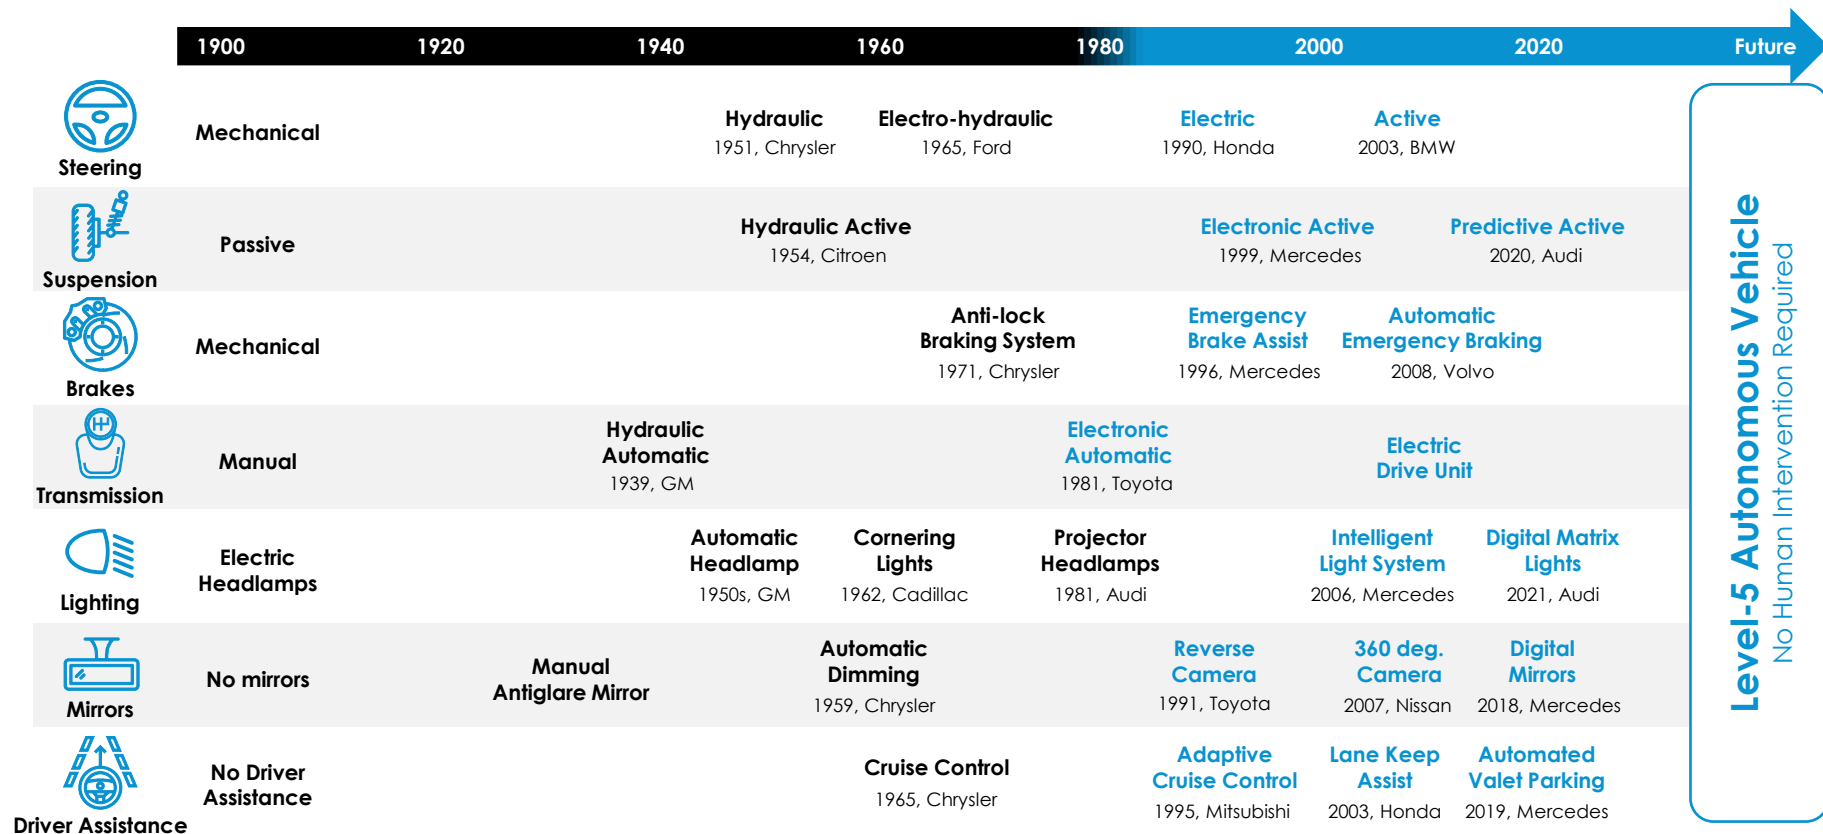 1900 1920 1940 1960 1980 2000 2020 Future
Steering
Mechanical
Hydraulic
1951, Chrysler
Electro-hydraulic
1965, Ford
Electric
1990, Honda
Active
2003, BMW
Suspension
Passive
Hydraulic Active
1954, Citroen
Electronic Active
1999, Mercedes
Predictive Active
2020, Audi
Brakes
Mechanical
Anti-lock
Braking System
1971, Chrysler
Emergency
Brake Assist
1996, Mercedes
Automatic
Emergency Braking
2008, Volvo
Transmission
Manual
Hydraulic
Automatic
1939, GM
Electronic
Automatic
1981, Toyota
Electric
Drive Unit
Lighting
Electric
Headlamps
Automatic
Headlamp
1950s, GM
Cornering
Lights
1962, Cadillac
Projector
Headlamps
1981, Audi
Intelligent
Light System
2006, Mercedes
Digital Matrix
Lights
2021, Audi
Mirrors
No mirrors
Manual
Antiglare Mirror
Automatic
Dimming
1959, Chrysler
Reverse
Camera
1991, Toyota
360 deg.
Camera
2007, Nissan
Digital
Mirrors
2018, Mercedes
Driver Assistance
No Driver
Assistance
Cruise Control
1965, Chrysler
Adaptive
Cruise Control
1995, Mitsubishi
Lane Keep
Assist
2003, Honda
Automated
Valet Parking
2019, Mercedes
Level-5 Autonomous Vehicle
No Human Intervention Required